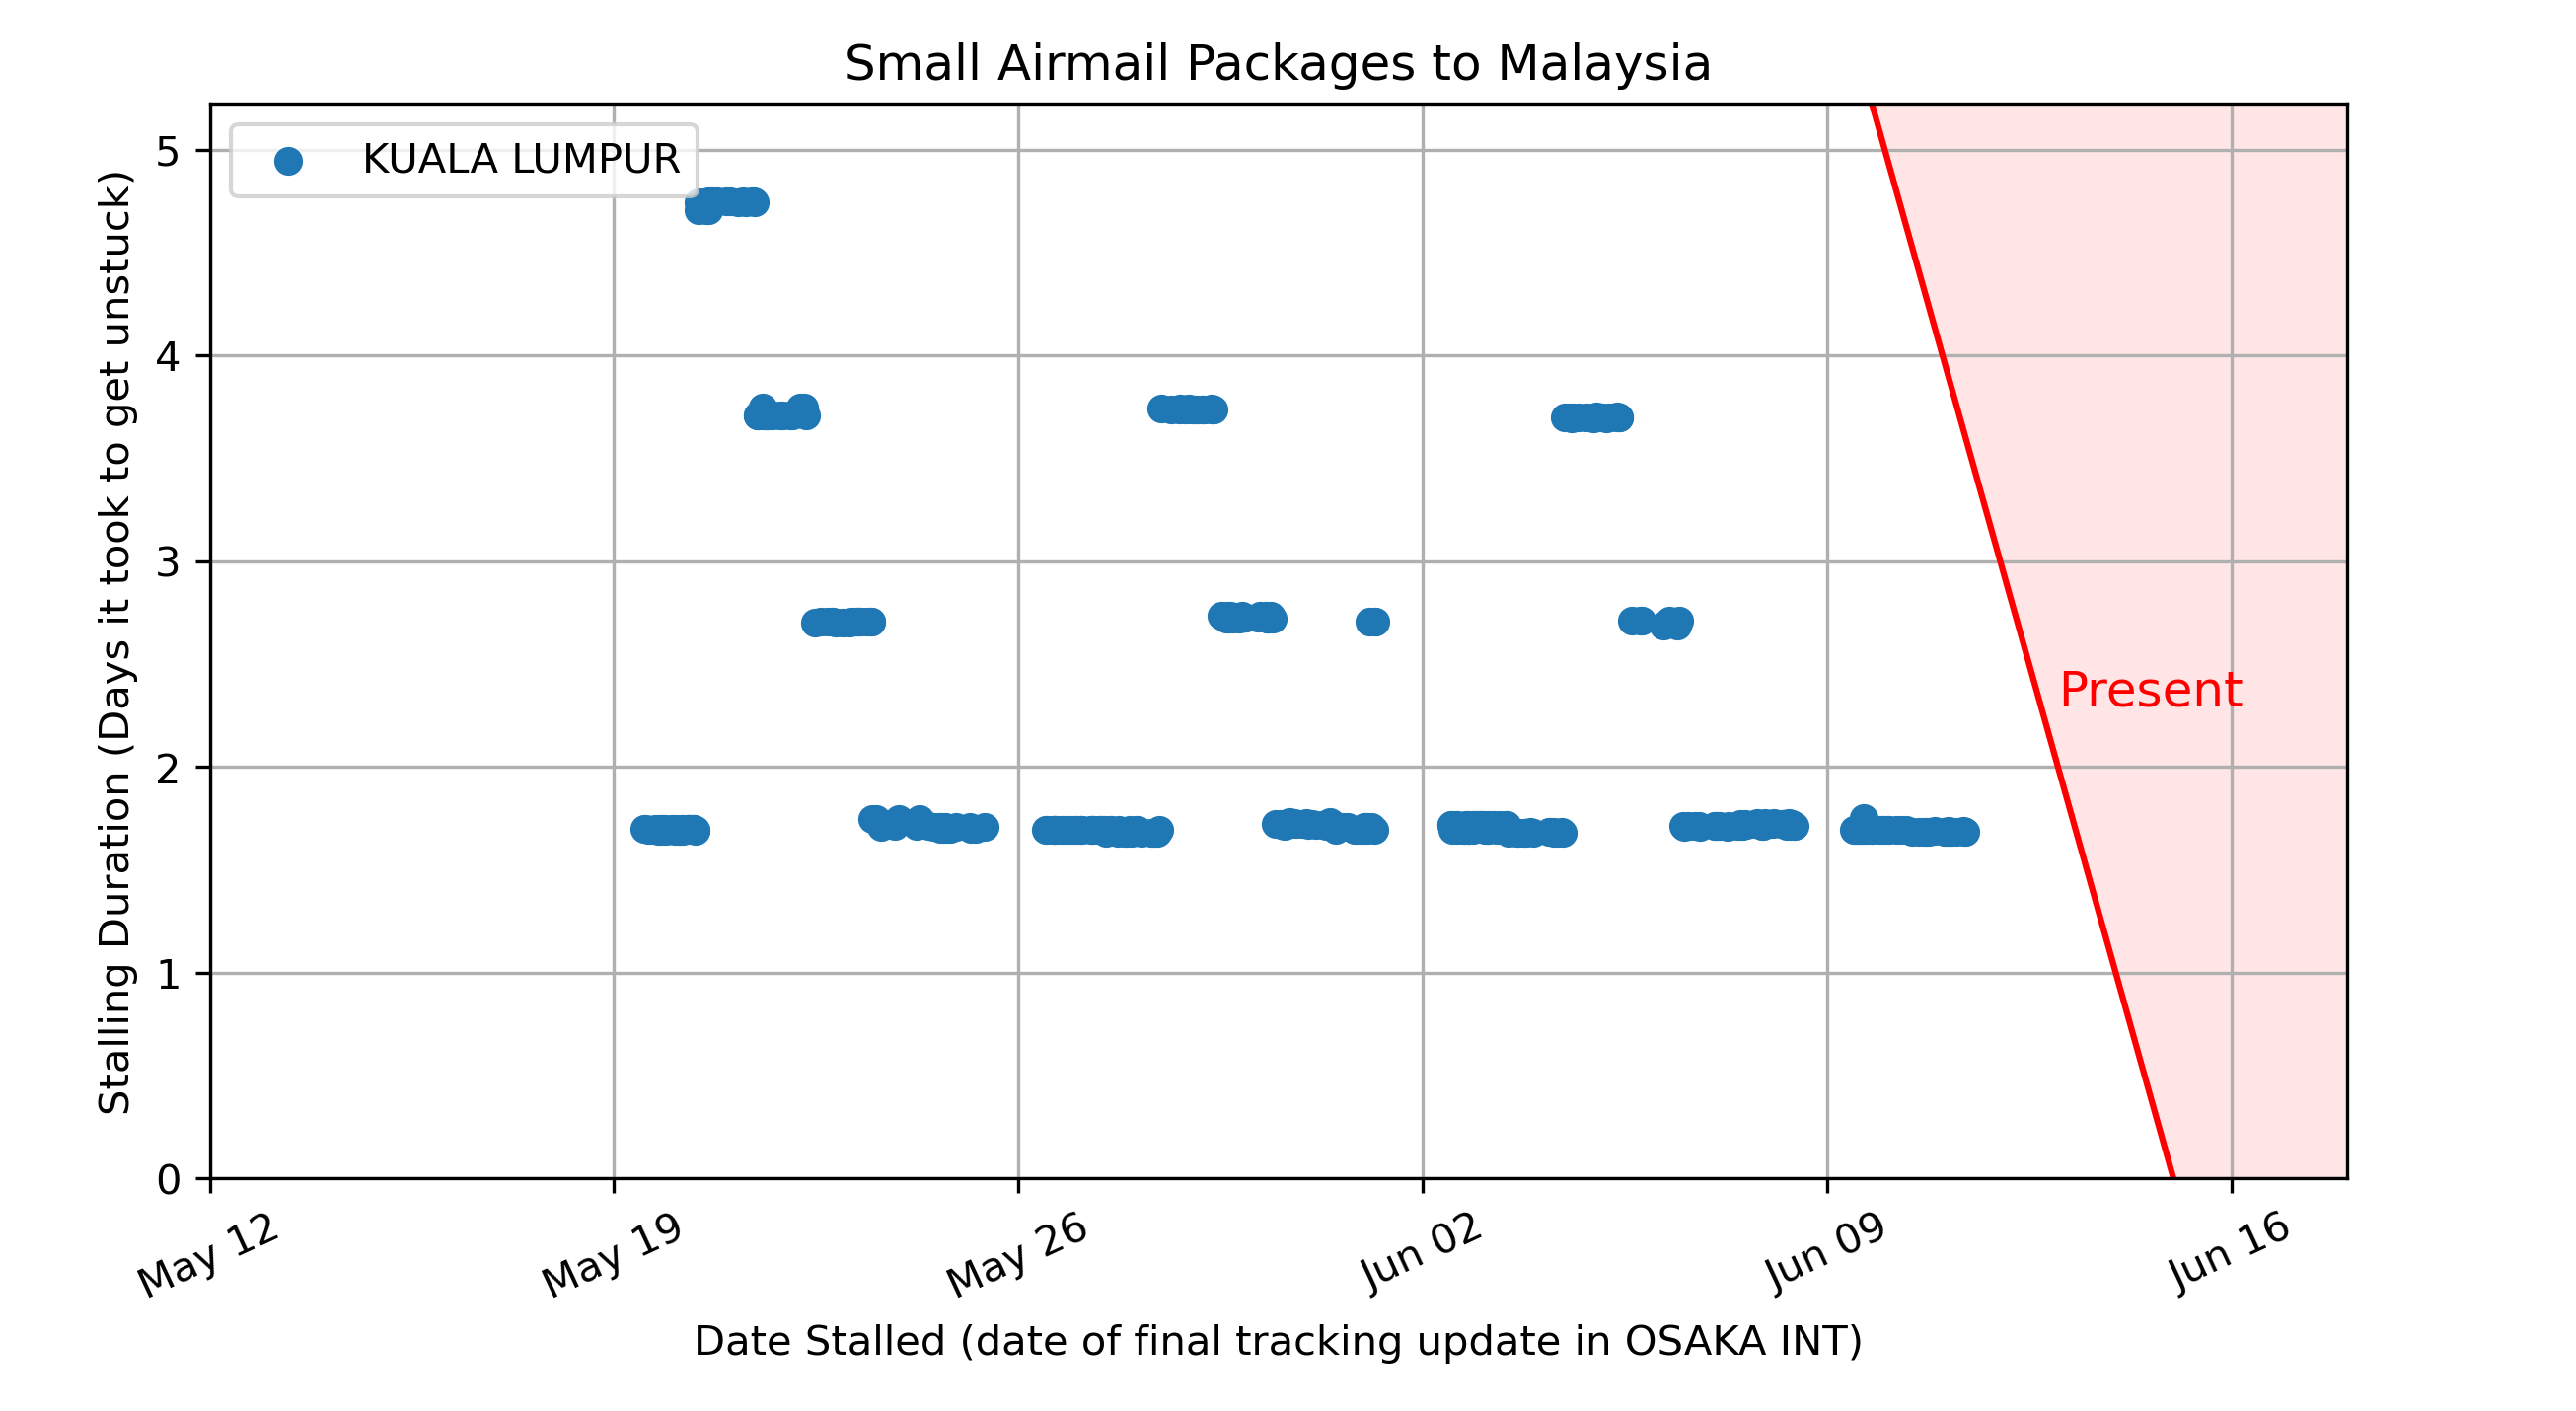 Small Airmail Packages to Malaysia
KUALA LUMPUR
5
4
3
2
1
0
Stalling Duration (Days it took to get unstuck)
Present
May 12
May 19
May 26
Jun 02
Jun 09
Jun 16
Date Stalled (date of final tracking update in OSAKA INT)